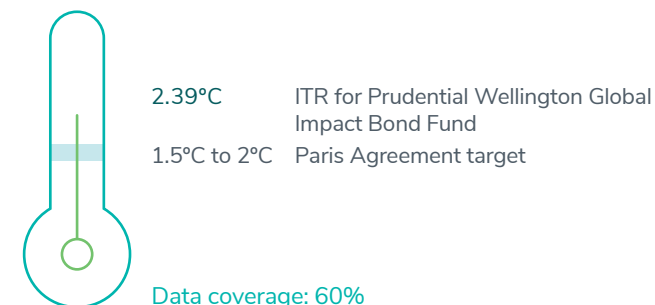 2.39°C ITR for Prudential Wellington Global
Impact Bond Fund
1.5°C to 2°C Paris Agreement target
Data coverage: 60%